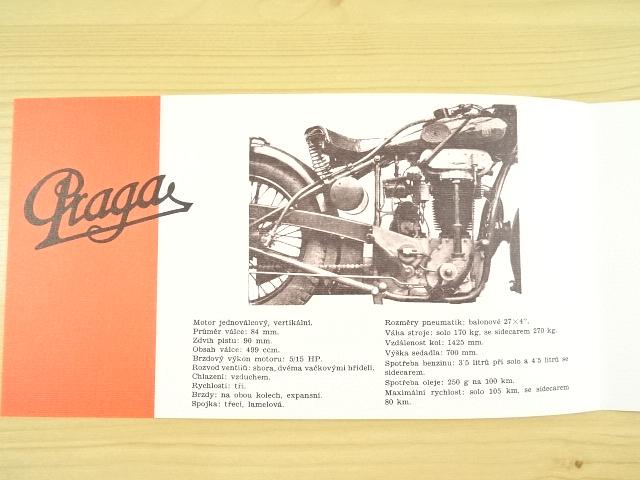 Praga
Motor jednoválcový, vertikální.
Průměr válce: 84 mm.
Zdvih pístu: 90 mm.
Obsah válce: 499 ccm.
Brzdový výkon motoru: 5/15 HP.
Rozvod ventilů: shora, dvěma vačkovými hřídeli,
Chlazení: vzduchem.
Rychlosti: tři.
Brzdy: na obou kolech, expansní.
Spojka: třecí, lamelová.
Rozměry pneumatik: balonové 27×4".
Váha stroje: solo 170 kg, se sidecarem 270 kg.
Vzdálenost kol: 1425 mm.
Výška sedadla: 700 mm.
Spotřeba benzinu: 3˙5 litrů při solo a 4˙5 litrů se
sidecarem.
Spotřeba oleje: 250 g na 100 km.
Maximální rychlost: solo 105 km, se sidecarem
80 km.